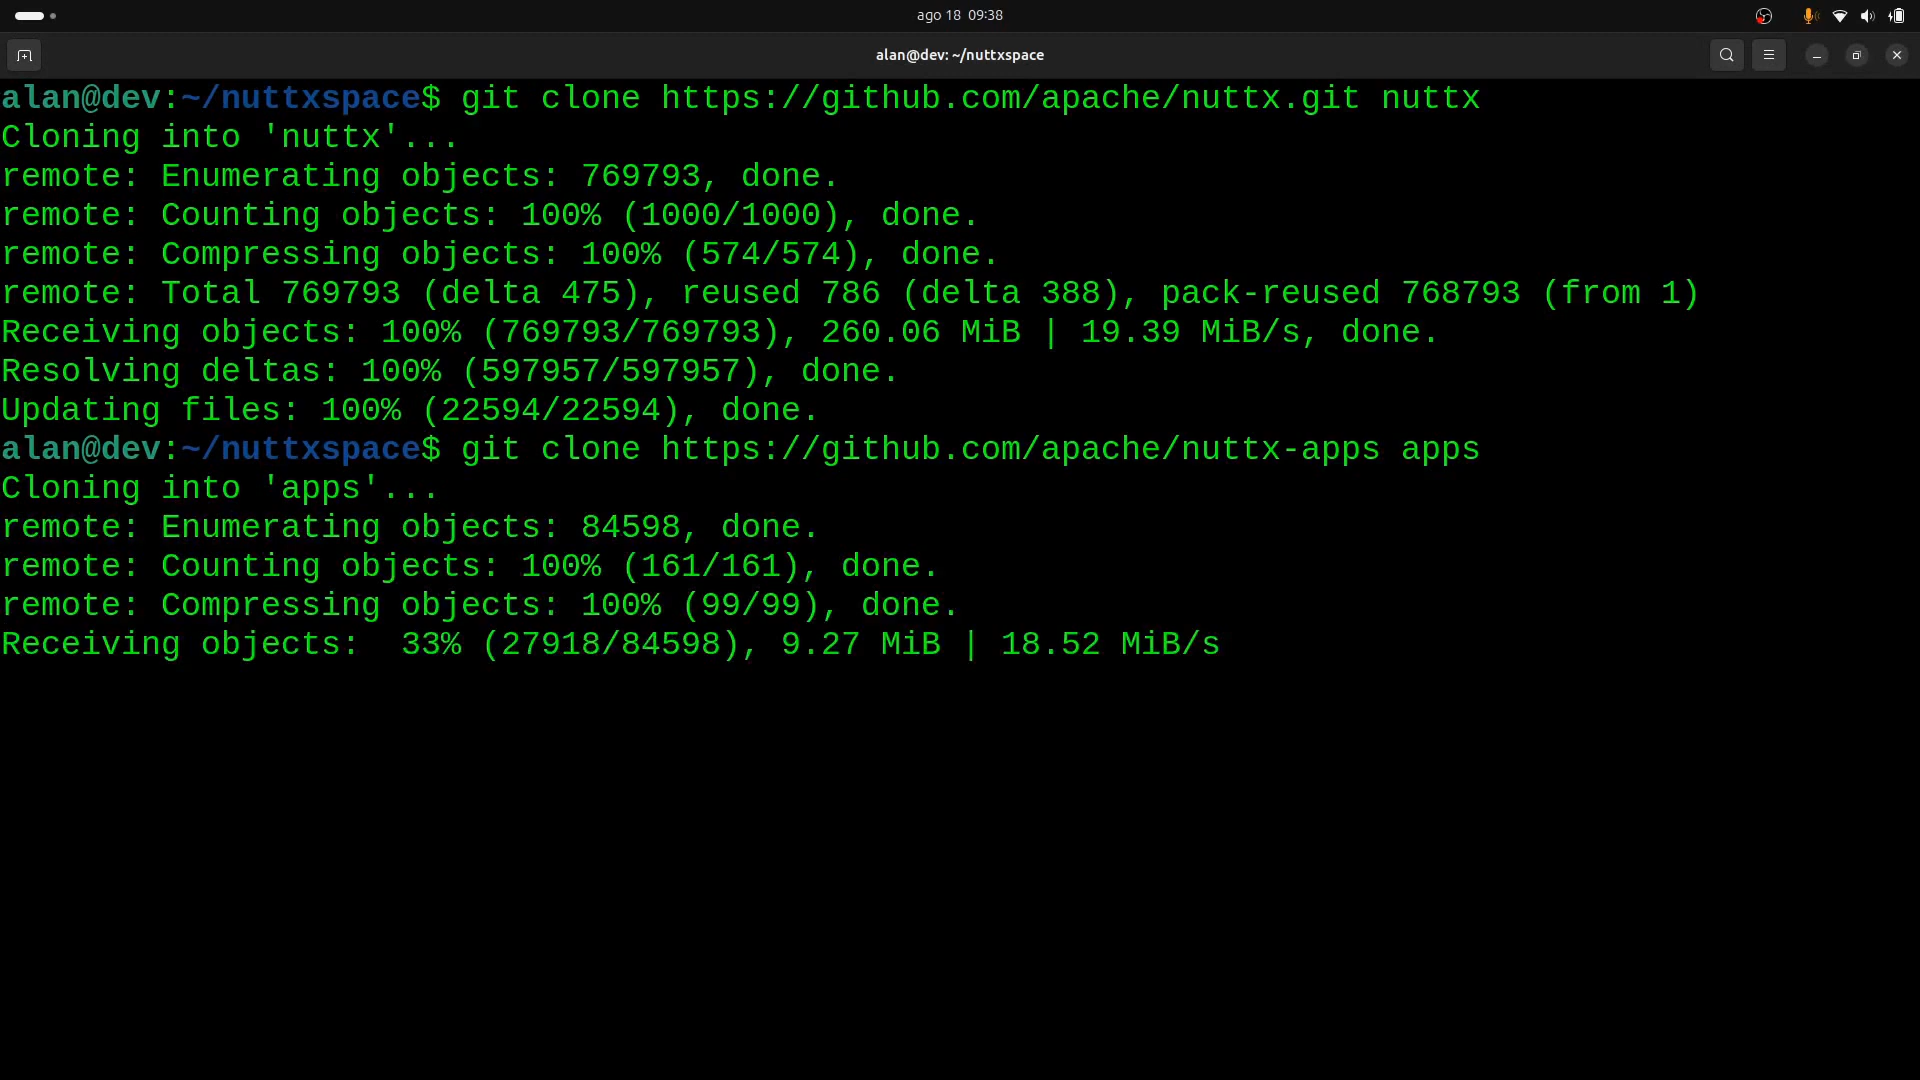 ago 18 09:38
alan@dev: ~/nuttxspace
alan@dev:~/nuttxspace$ git clone https://github.com/apache/nuttx.git nuttx
Cloning into 'nuttx'...
remote: Enumerating objects: 769793, done.
remote: Counting objects: 100% (1000/1000), done.
remote: Compressing objects: 100% (574/574), done.
remote: Total 769793 (delta 475), reused 786 (delta 388), pack-reused 768793 (from 1)
Receiving objects: 100% (769793/769793), 260.06 MiB | 19.39 MiB/s, done.
Resolving deltas: 100% (597957/597957), done.
Updating files: 100% (22594/22594), done.
alan@dev:~/nuttxspace$ git clone https://github.com/apache/nuttx-apps apps
Cloning into 'apps'...
remote: Enumerating objects: 84598, done.
remote: Counting objects: 100% (161/161), done.
remote: Compressing objects: 100% (99/99), done.
Receiving objects:  33% (27918/84598), 9.27 MiB | 18.52 MiB/s